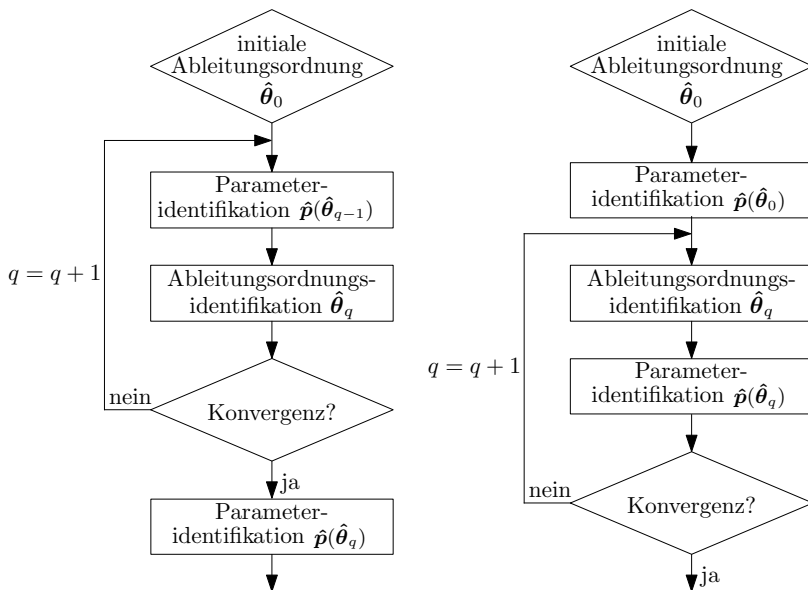 initiale
Ableitungsordnung
θ̂₀
Parameter-
identifikation p̂(θ̂_{q−1})
Ableitungsordnungs-
identifikation θ̂_q
q = q + 1
nein
Konvergenz?
ja
Parameter-
identifikation p̂(θ̂_q)
initiale
Ableitungsordnung
θ̂₀
Parameter-
identifikation p̂(θ̂₀)
Ableitungsordnungs-
identifikation θ̂_q
q = q + 1
Parameter-
identifikation p̂(θ̂_q)
nein
Konvergenz?
ja